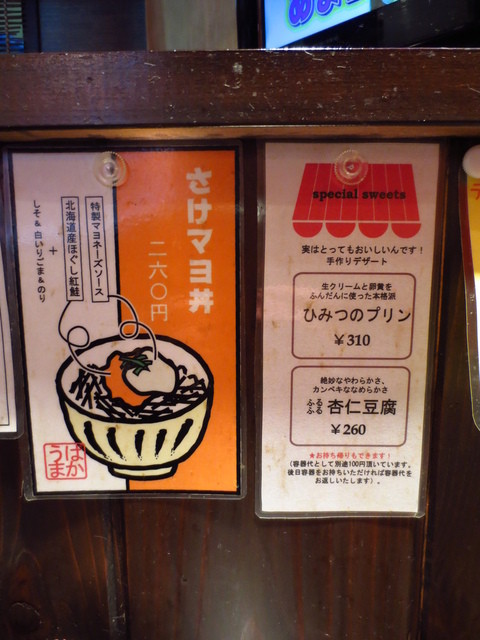 さけマヨ丼
二六〇円
特製マヨネーズソース
北海道産ほぐし紅鮭
+
しそ&白いりごま&のり
ばか
うま
special sweets
実はとってもおいしいんです!
手作りデザート
生クリームと卵黄を
ふんだんに使った本格派
ひみつのプリン
¥310
絶妙なやわらかさ、
カンペキななめらかさ
ふるふる 杏仁豆腐
¥260
★お持ち帰りもできます!
(容器代として別途100円頂いています。
後日容器をお持ちいただければ容器代を
お返しいたします)。